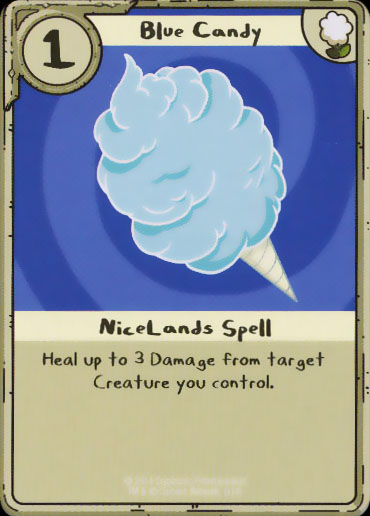 1
Blue Candy
NiceLands Spell
Heal up to 3 Damage from target
Creature you control.